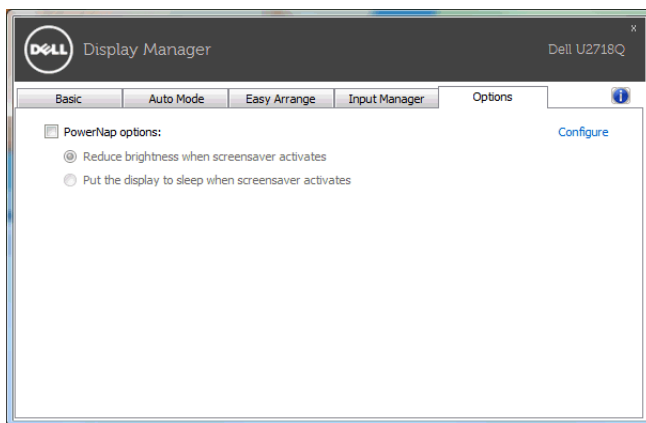 x
DELL Display Manager Dell U2718Q
Basic Auto Mode Easy Arrange Input Manager Options i
PowerNap options: Configure
Reduce brightness when screensaver activates
Put the display to sleep when screensaver activates